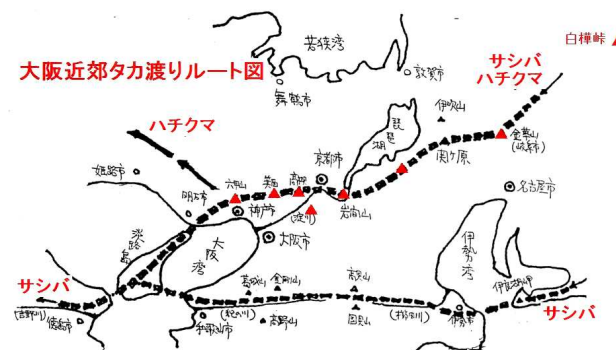 若狭湾
白樺峠
大阪近郊タカ渡りルート図
敦賀市
サシバ
ハチクマ
舞鶴市
伊吹山
ハチクマ
琵琶湖
金華山
(岐阜市)
関ヶ原
京都市
姫路市
六甲山
箕面
高槻
明石市
神戸市
(淀川)
岩間山
名古屋市
大阪市
淡路島
大阪湾
伊勢湾
サシバ
葛城山
金剛山
高見山
伊良湖岬
(吉野川)
徳島市
(紀の川)
(櫛田川)
伊勢市
サシバ
和歌山市
高野山
国見山